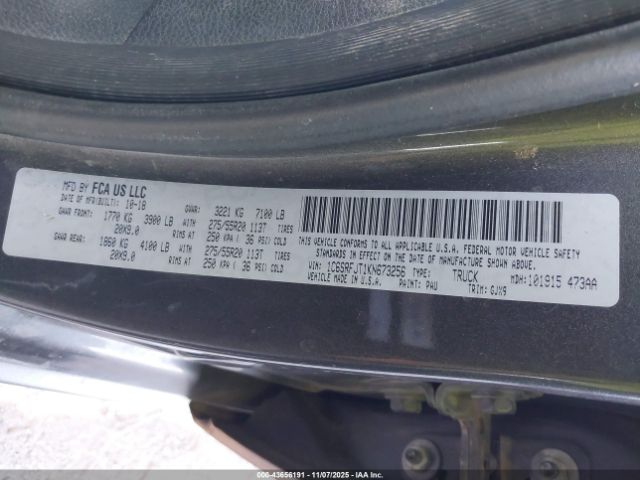 MFD BY FCA US LLC
DATE OF MFR(BUILT): 10-18 GVWR: 3221 KG 7100 LB
GAWR FRONT: 1770 KG 3900 LB WITH 275/55R20 113T TIRES
20X9.0 RIMS AT 250 KPA ( 36 PSI) COLD
GAWR REAR: 1860 KG 4100 LB WITH 275/55R20 113T TIRES
20X9.0 RIMS AT 250 KPA ( 36 PSI) COLD
THIS VEHICLE CONFORMS TO ALL APPLICABLE U.S.A. FEDERAL MOTOR VEHICLE SAFETY
STANDARDS IN EFFECT ON THE DATE OF MANUFACTURE SHOWN ABOVE.
VIN: 1C6SRFJT1KN673256 TYPE: TRUCK MDH:101915 473AA
VEHICLE MADE IN U.S.A. PAINT: PAU TRIM: GJX9
000-43656191 - 11/07/2025 - IAAI.COM